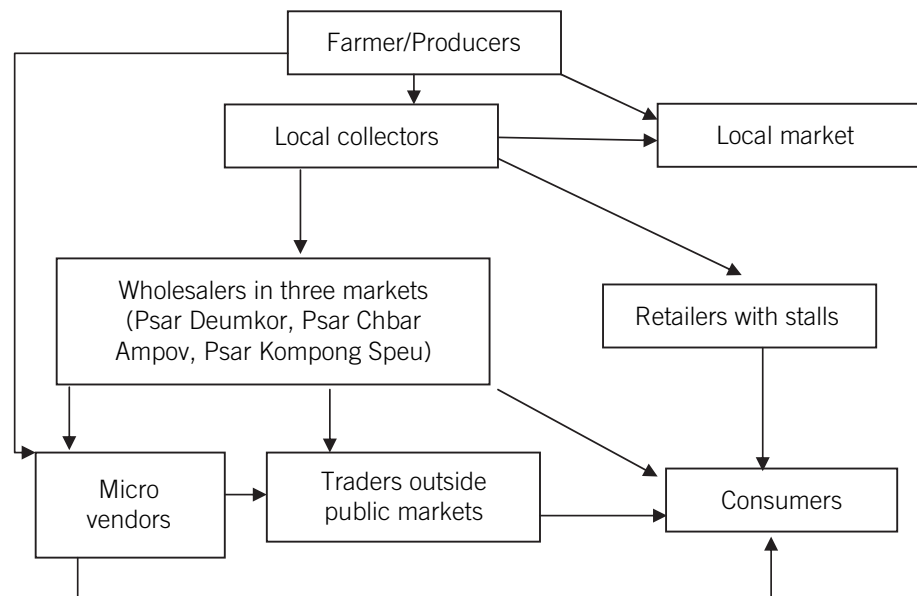 Farmer/Producers
Local collectors
Local market
Wholesalers in three markets
(Psar Deumkor, Psar Chbar
Ampov, Psar Kompong Speu)
Retailers with stalls
Micro
vendors
Traders outside
public markets
Consumers